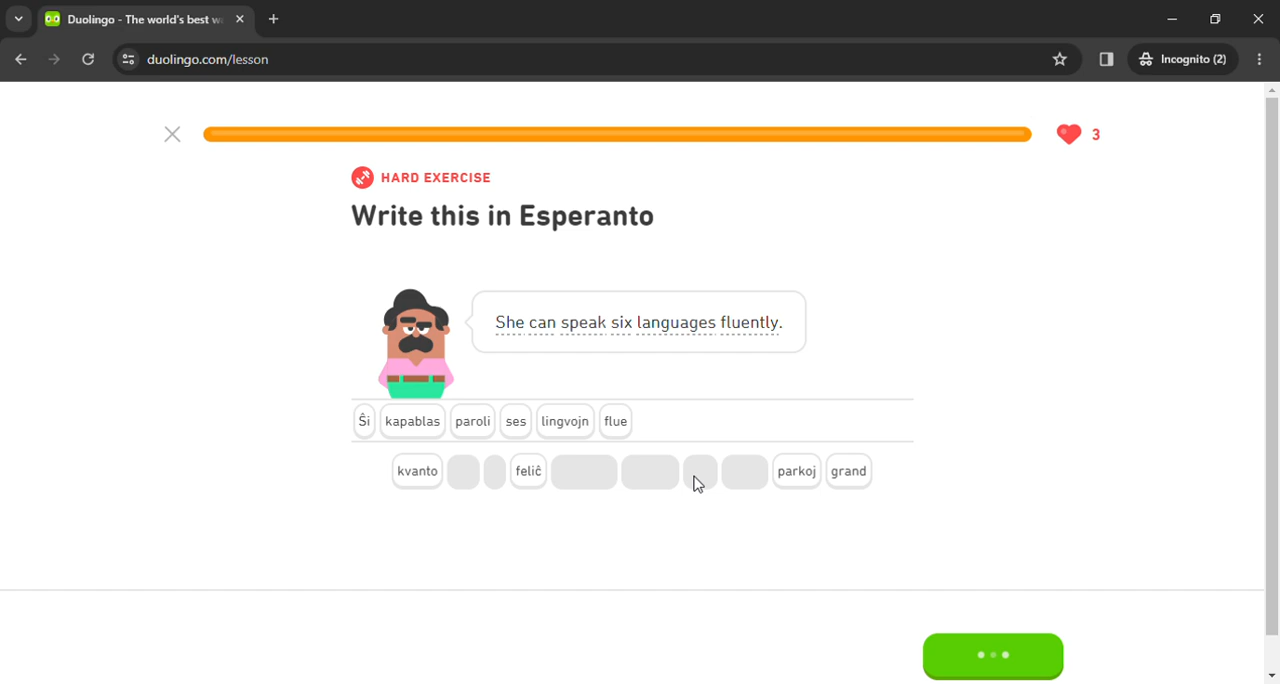 Duolingo - The world's best w
duolingo.com/lesson
Incognito (2)
3
HARD EXERCISE
Write this in Esperanto
She can speak six languages fluently.
Ŝi kapablas paroli ses lingvojn flue
kvanto feliĉ parkoj grand